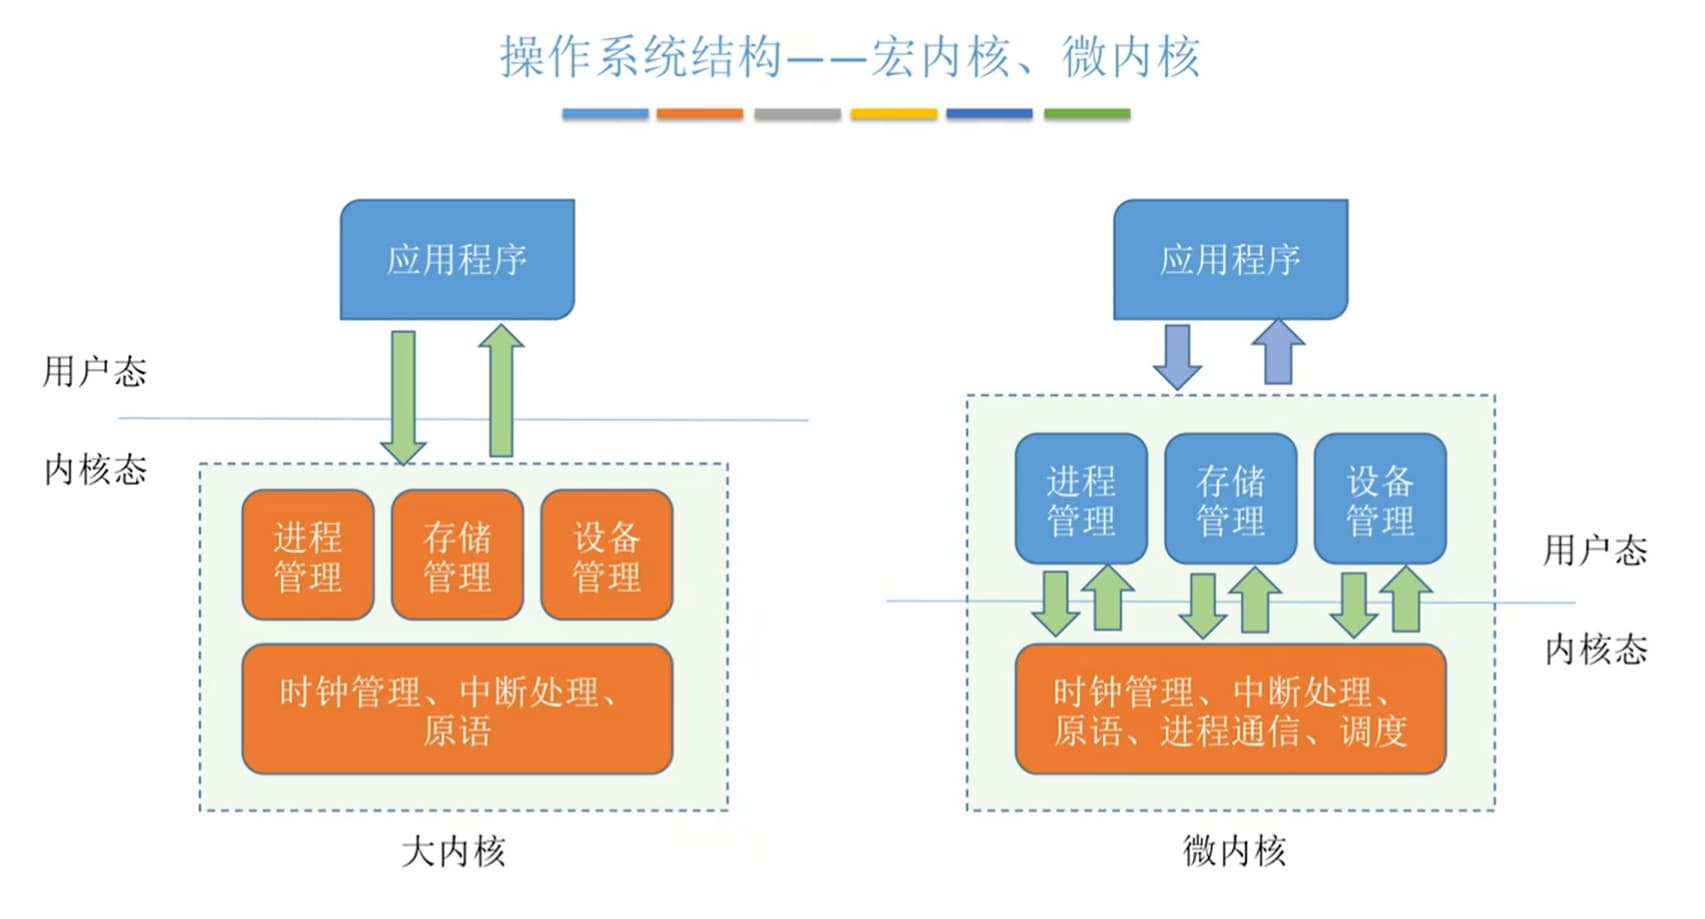 操作系统结构——宏内核、微内核
应用程序
用户态
内核态
进程
管理
存储
管理
设备
管理
时钟管理、中断处理、
原语
大内核
应用程序
进程
管理
存储
管理
设备
管理
用户态
内核态
时钟管理、中断处理、
原语、进程通信、调度
微内核